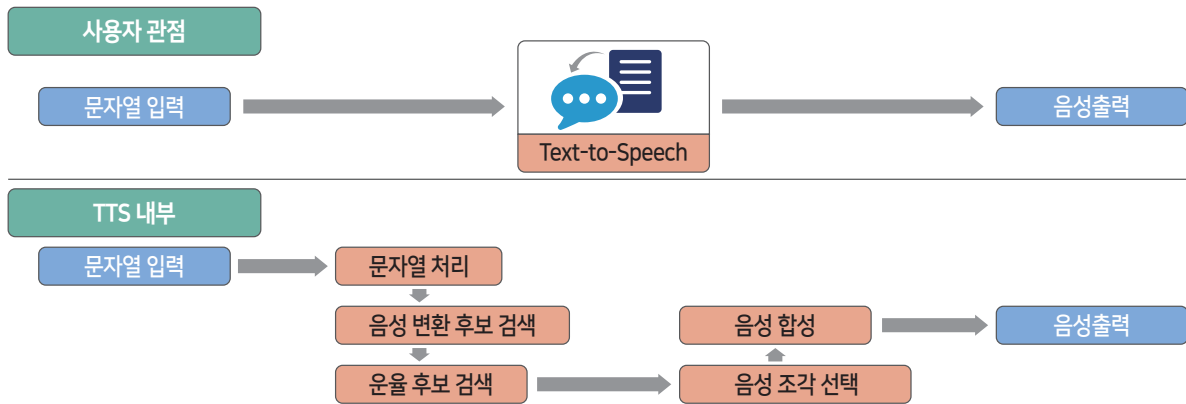 사용자 관점
문자열 입력
Text-to-Speech
음성출력
TTS 내부
문자열 입력
문자열 처리
음성 변환 후보 검색
운율 후보 검색
음성 조각 선택
음성 합성
음성출력